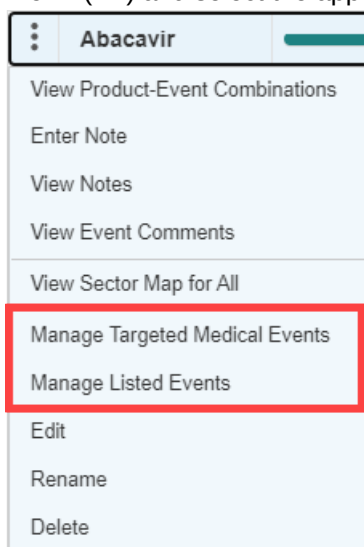 Abacavir
View Product-Event Combinations
Enter Note
View Notes
View Event Comments
View Sector Map for All
Manage Targeted Medical Events
Manage Listed Events
Edit
Rename
Delete